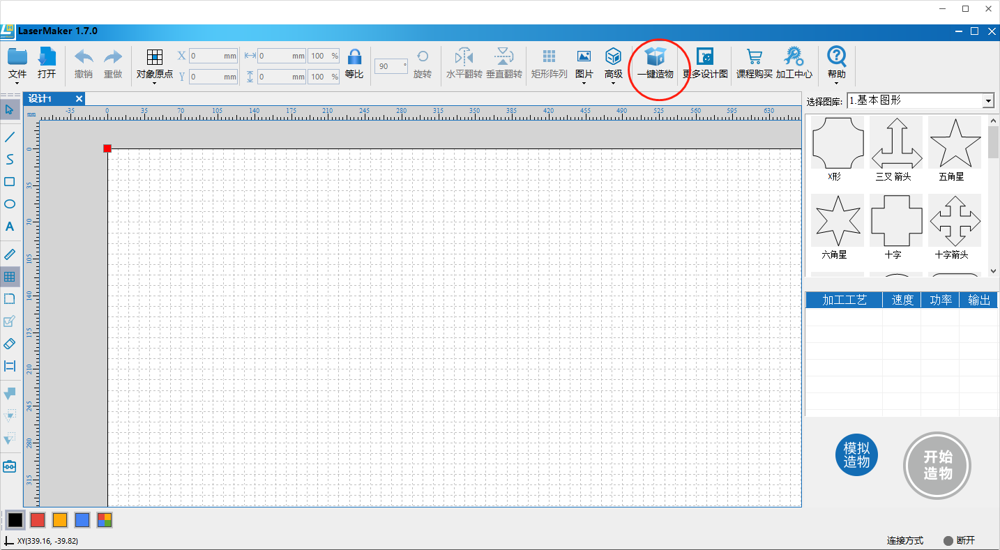 LaserMaker 1.7.0
文件
打开
撤销
重做
对象原点
X 0 mm
Y 0 mm
0 mm 100 %
0 mm 100 %
等比
90 °
旋转
水平翻转
垂直翻转
矩形阵列
图片
高级
一键造物
更多设计图
课程购买
加工中心
帮助
设计1
mm
-35 0 35 70 105 140 175 210 245 280 315 350 385 420 455 490 525 560 595 630
0
35
70
105
140
175
210
245
280
315
A
选择图库: 1.基本图形
X形 三叉 箭头 五角星
六角星 十字 十字箭头
加工工艺 速度 功率 输出
模拟
造物
开始
造物
XY(339.16, -39.82)
连接方式 断开